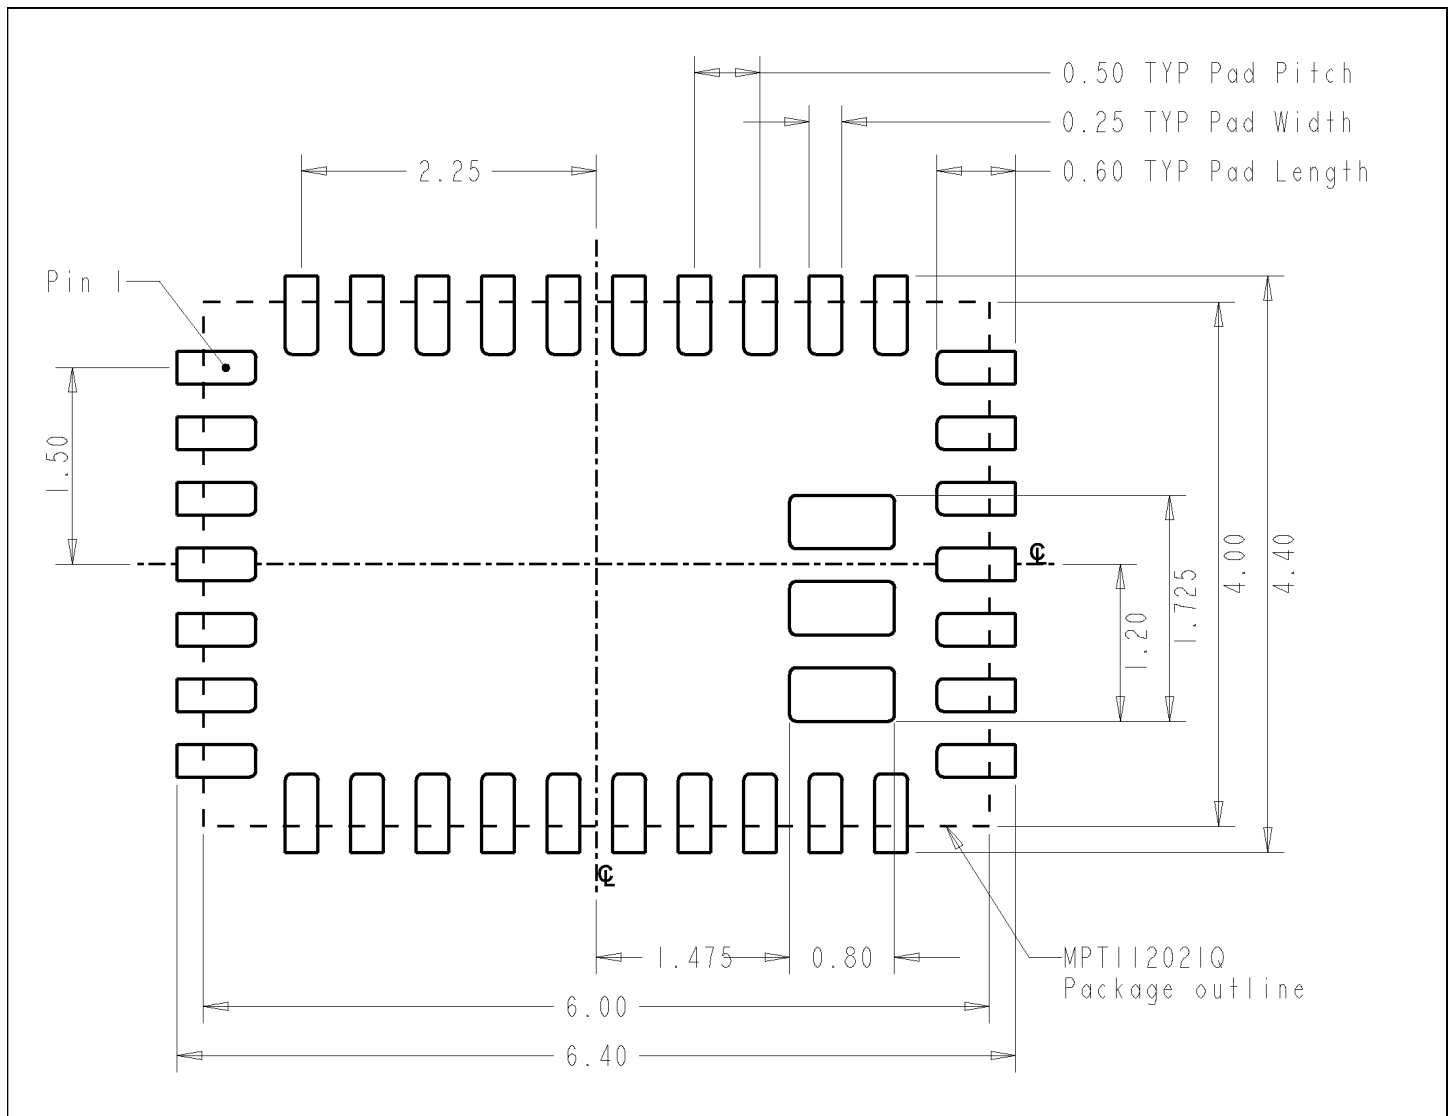 0.50 TYP Pad Pitch
0.25 TYP Pad Width
0.60 TYP Pad Length
2.25
Pin 1
1.50
4.00
4.40
1.725
1.20
℄
℄
1.475
0.80
MPT112021Q
Package outline
6.00
6.40